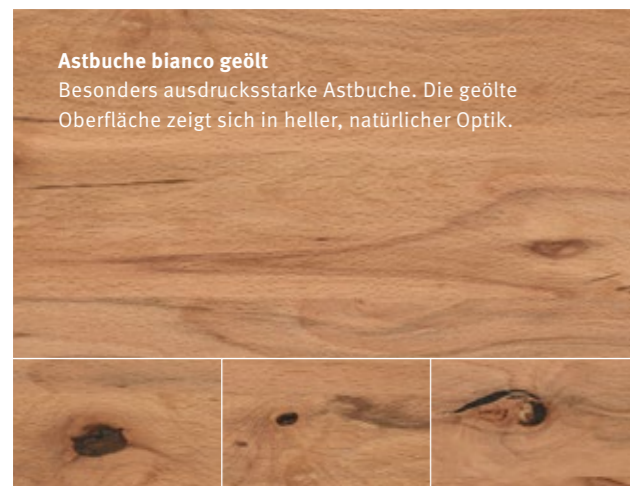 Astbuche bianco geölt
Besonders ausdrucksstarke Astbuche. Die geölte
Oberfläche zeigt sich in heller, natürlicher Optik.